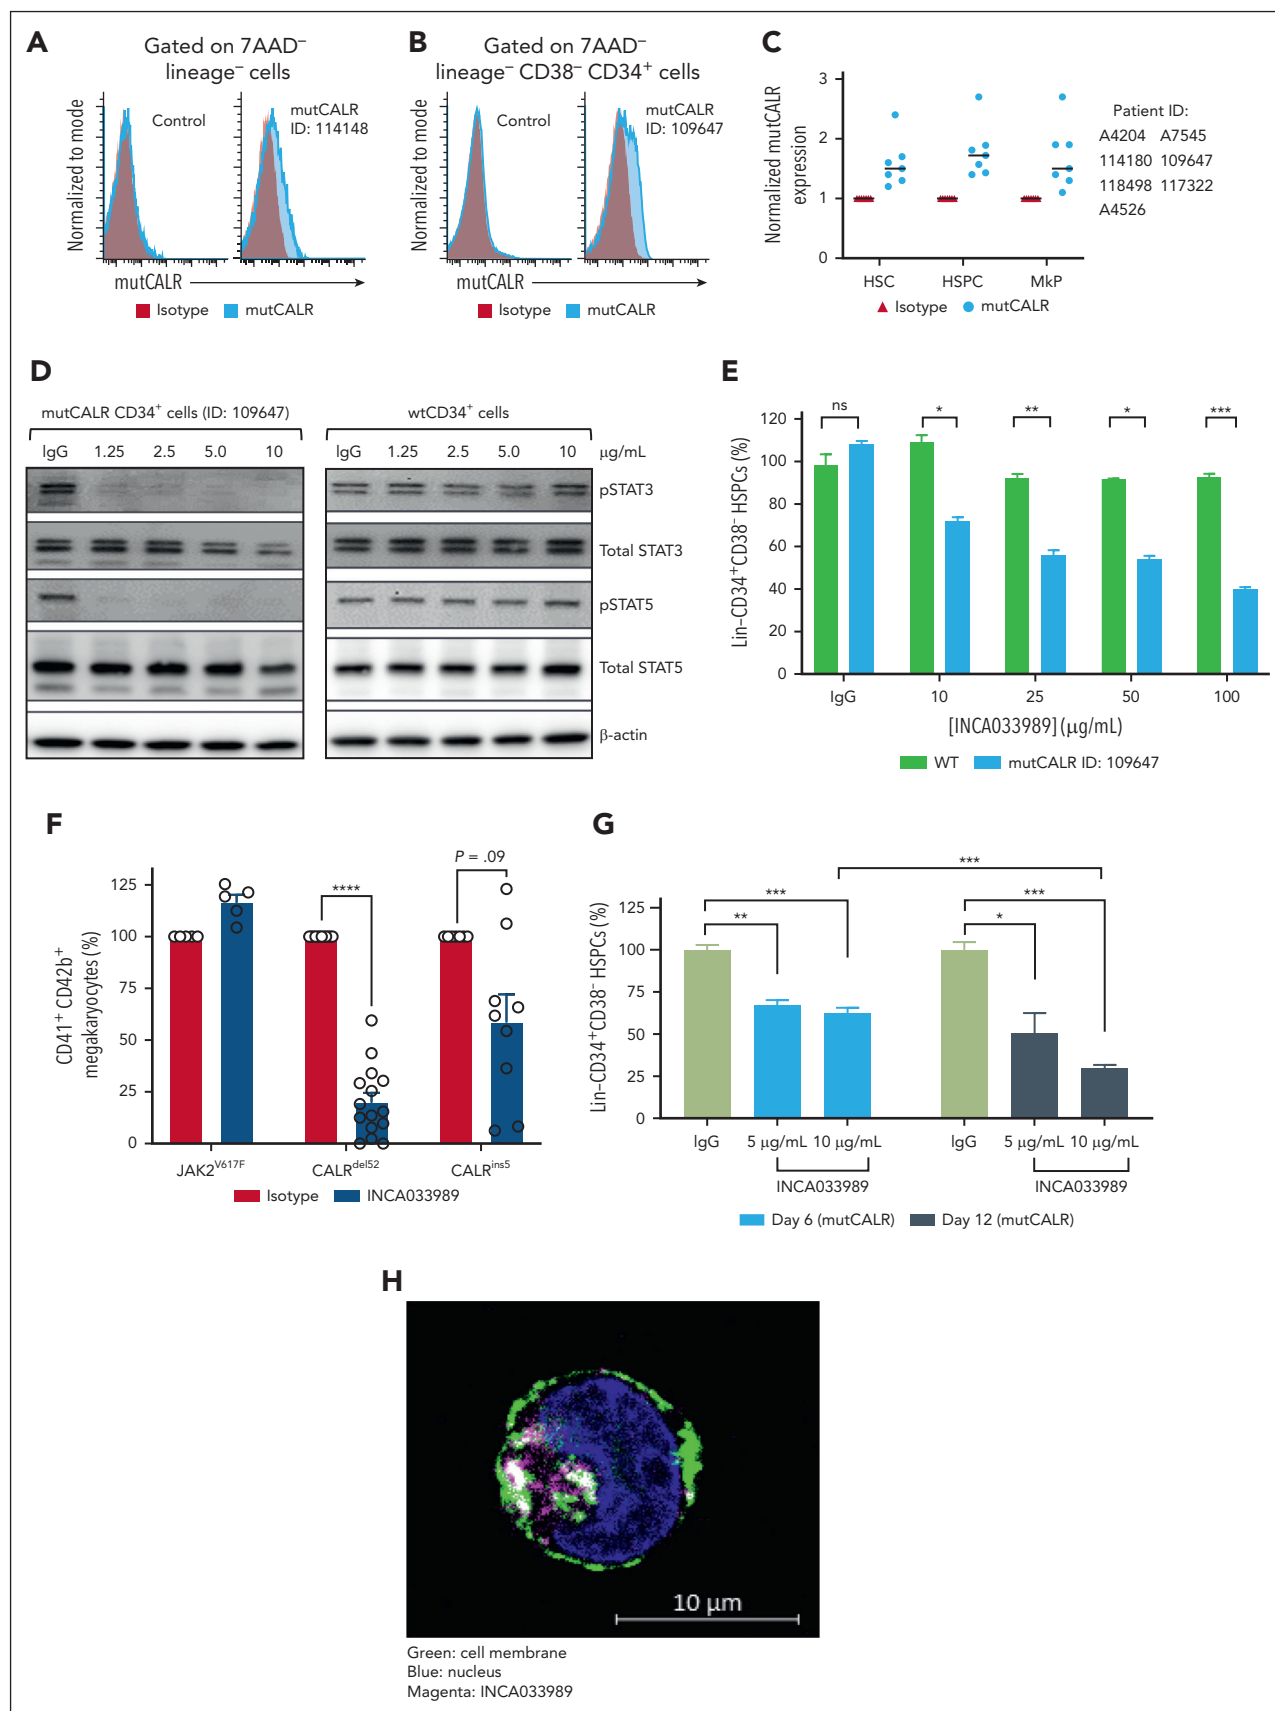 A
Gated on 7AAD⁻
lineage⁻ cells
Normalized to mode
Control
mutCALR
ID: 114148
mutCALR
Isotype mutCALR
B
Gated on 7AAD⁻
lineage⁻ CD38⁻ CD34⁺ cells
Normalized to mode
Control
mutCALR
ID: 109647
mutCALR
Isotype mutCALR
C
Normalized mutCALR
expression
3
2
1
0
HSC HSPC MkP
Isotype mutCALR
Patient ID:
A4204 A7545
114180 109647
118498 117322
A4526
D
mutCALR CD34⁺ cells (ID: 109647) wtCD34⁺ cells
IgG 1.25 2.5 5.0 10 IgG 1.25 2.5 5.0 10 μg/mL
pSTAT3
Total STAT3
pSTAT5
Total STAT5
β-actin
E
Lin–CD34⁺CD38⁻ HSPCs (%)
120
100
80
60
40
20
0
ns * ** * ***
IgG 10 25 50 100
[INCA033989] (μg/mL)
WT mutCALR ID: 109647
F
CD41⁺ CD42b⁺
megakaryocytes (%)
125
100
75
50
25
0
**** P = .09
JAK2ⱽ⁶¹⁷ᶠ CALRᵈᵉˡ⁵² CALRⁱⁿˢ⁵
Isotype INCA033989
G
Lin–CD34⁺CD38⁻ HSPCs (%)
125
100
75
50
25
0
***
*** ***
** *
IgG 5 μg/mL 10 μg/mL IgG 5 μg/mL 10 μg/mL
INCA033989 INCA033989
Day 6 (mutCALR) Day 12 (mutCALR)
H
10 μm
Green: cell membrane
Blue: nucleus
Magenta: INCA033989